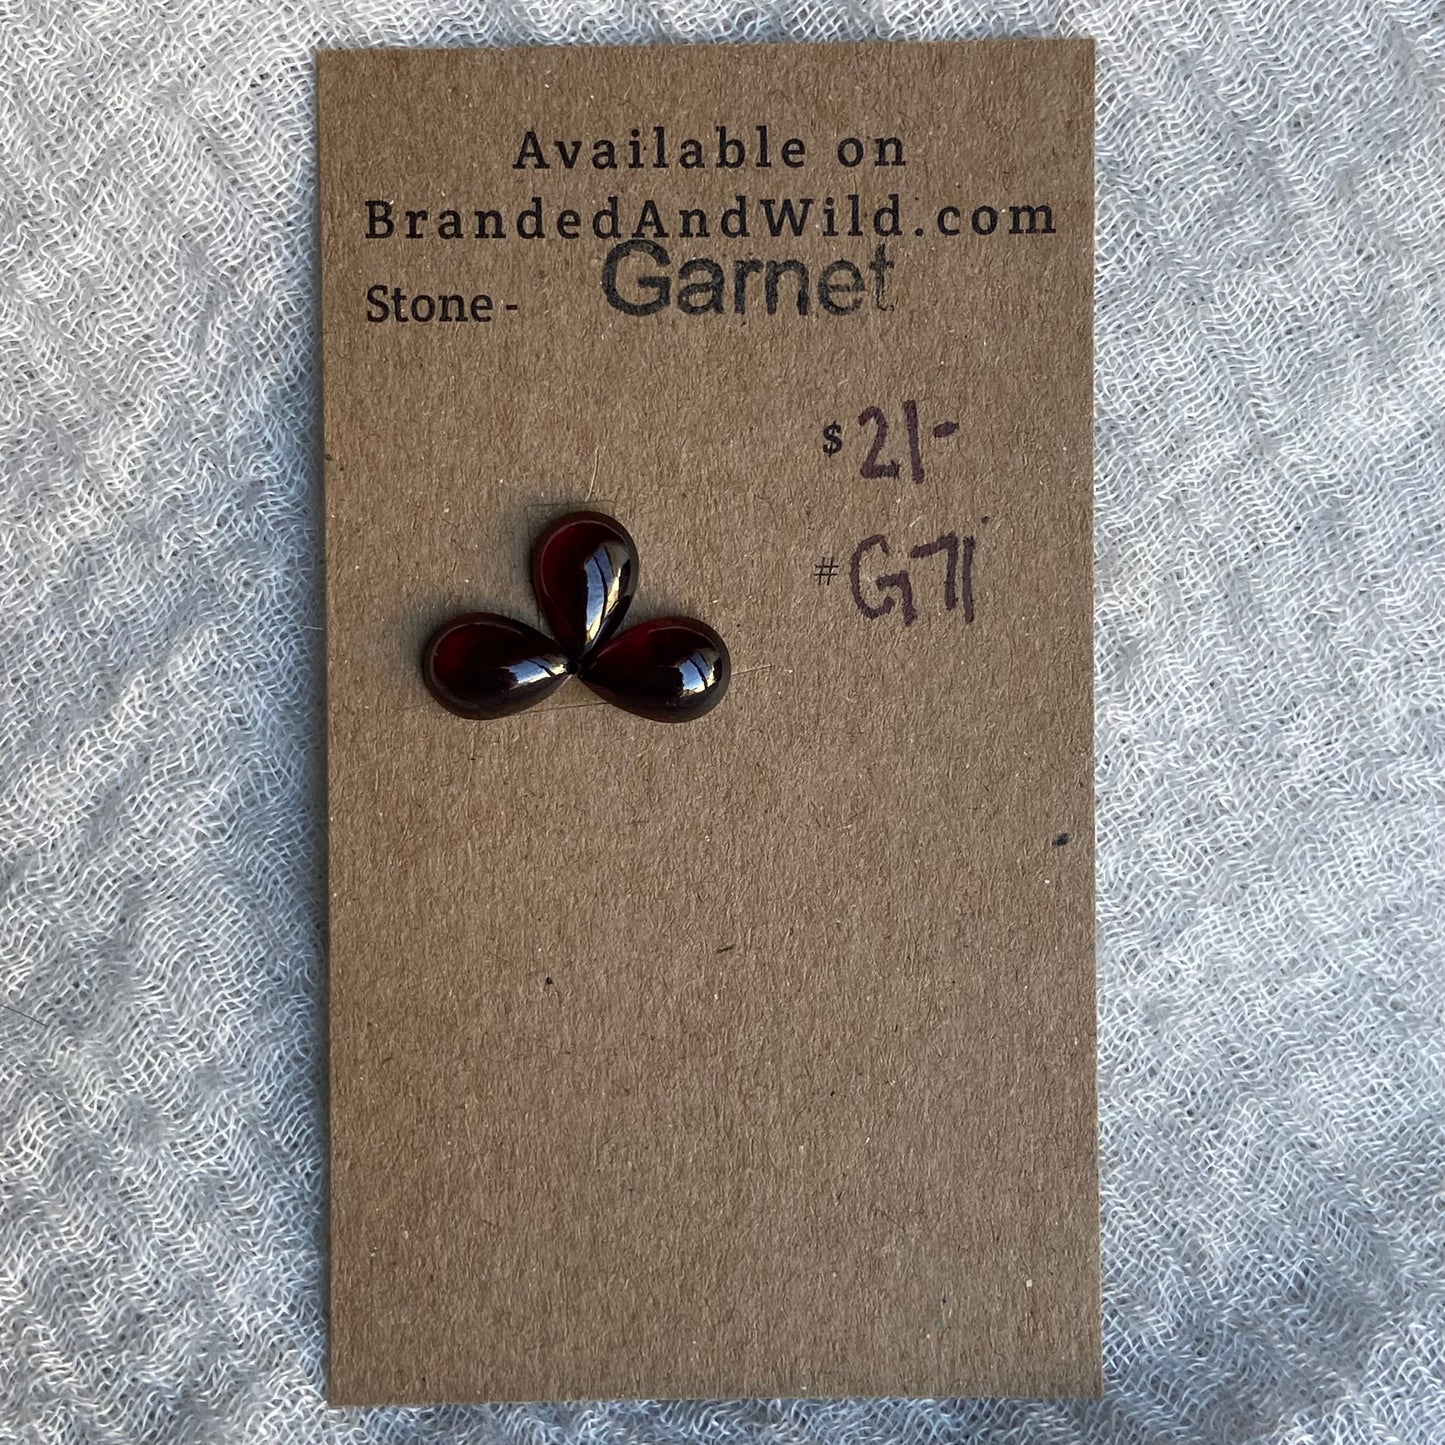 Available on
BrandedAndWild.com
Stone - Garnet
$ 21-
# G71